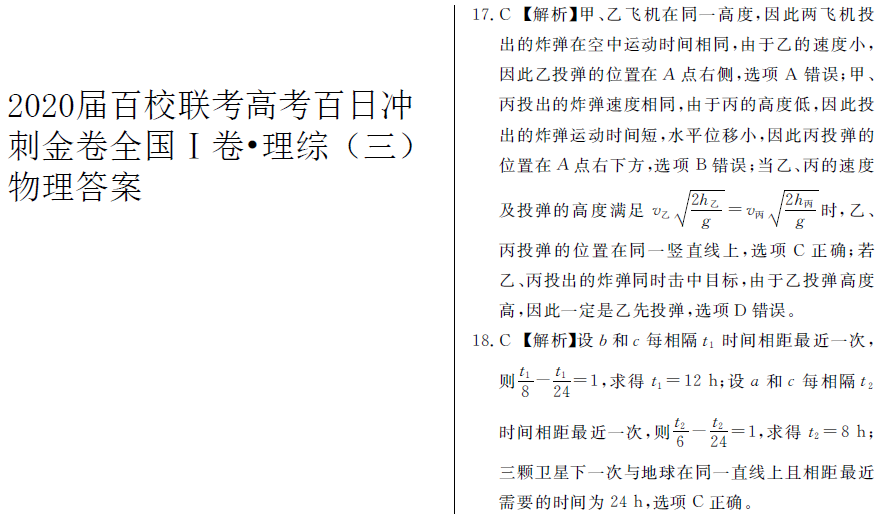 2020届百校联考高考百日冲
刺金卷全国Ⅰ卷•理综（三）
物理答案
17. C 【解析】甲、乙飞机在同一高度,因此两飞机投
出的炸弹在空中运动时间相同,由于乙的速度小,
因此乙投弹的位置在 A 点右侧,选项 A 错误;甲、
丙投出的炸弹速度相同,由于丙的高度低,因此投
出的炸弹运动时间短,水平位移小,因此丙投弹的
位置在 A 点右下方,选项 B 错误;当乙、丙的速度
及投弹的高度满足 v乙√(2h乙/g)=v丙√(2h丙/g)时,乙、
丙投弹的位置在同一竖直线上,选项 C 正确;若
乙、丙投出的炸弹同时击中目标,由于乙投弹高度
高,因此一定是乙先投弹,选项 D 错误。
18. C 【解析】设 b 和 c 每相隔 t₁ 时间相距最近一次,
则t₁/8－t₁/24=1,求得 t₁=12 h;设 a 和 c 每相隔 t₂
时间相距最近一次,则t₂/6－t₂/24=1,求得 t₂=8 h;
三颗卫星下一次与地球在同一直线上且相距最近
需要的时间为 24 h,选项 C 正确。